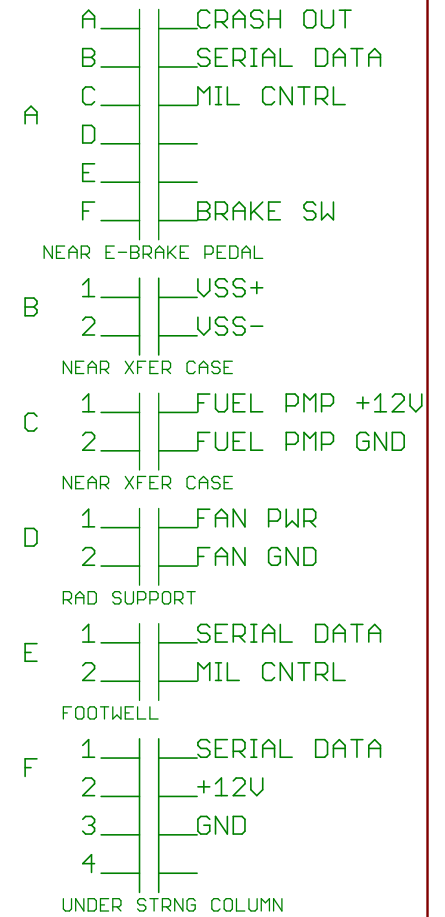 A CRASH OUT
B SERIAL DATA
C MIL CNTRL
A
D
E
F BRAKE SW
NEAR E-BRAKE PEDAL
1 VSS+
B
2 VSS-
NEAR XFER CASE
1 FUEL PMP +12V
C
2 FUEL PMP GND
NEAR XFER CASE
1 FAN PWR
D
2 FAN GND
RAD SUPPORT
1 SERIAL DATA
E
2 MIL CNTRL
FOOTWELL
1 SERIAL DATA
F
2 +12V
3 GND
4
UNDER STRNG COLUMN